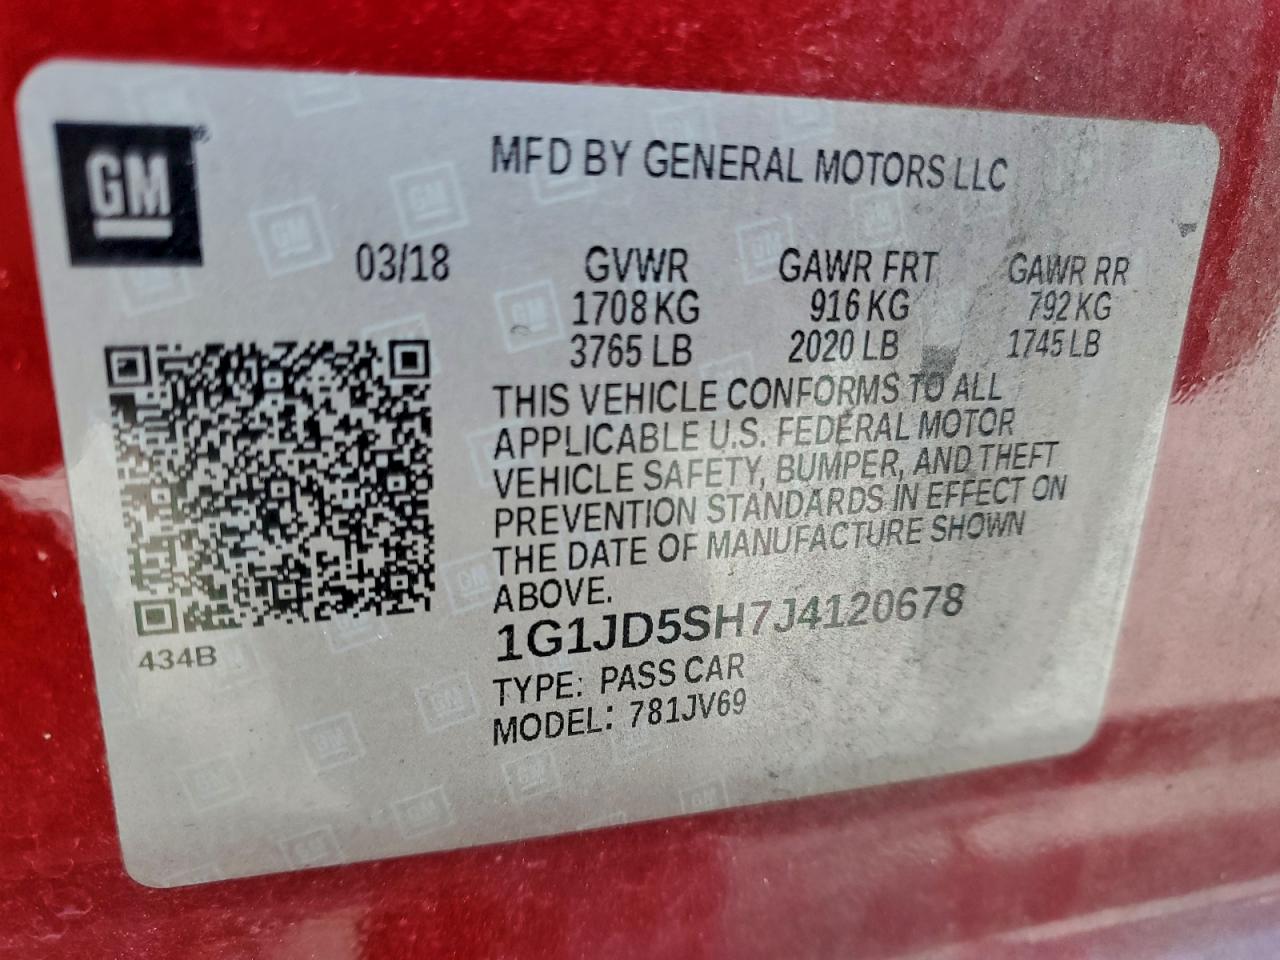 GM
MFD BY GENERAL MOTORS LLC
03/18 GVWR GAWR FRT GAWR RR
1708 KG 916 KG 792 KG
3765 LB 2020 LB 1745 LB
THIS VEHICLE CONFORMS TO ALL
APPLICABLE U.S. FEDERAL MOTOR
VEHICLE SAFETY, BUMPER, AND THEFT
PREVENTION STANDARDS IN EFFECT ON
THE DATE OF MANUFACTURE SHOWN
ABOVE.
1G1JD5SH7J4120678
434B
TYPE: PASS CAR
MODEL: 781JV69